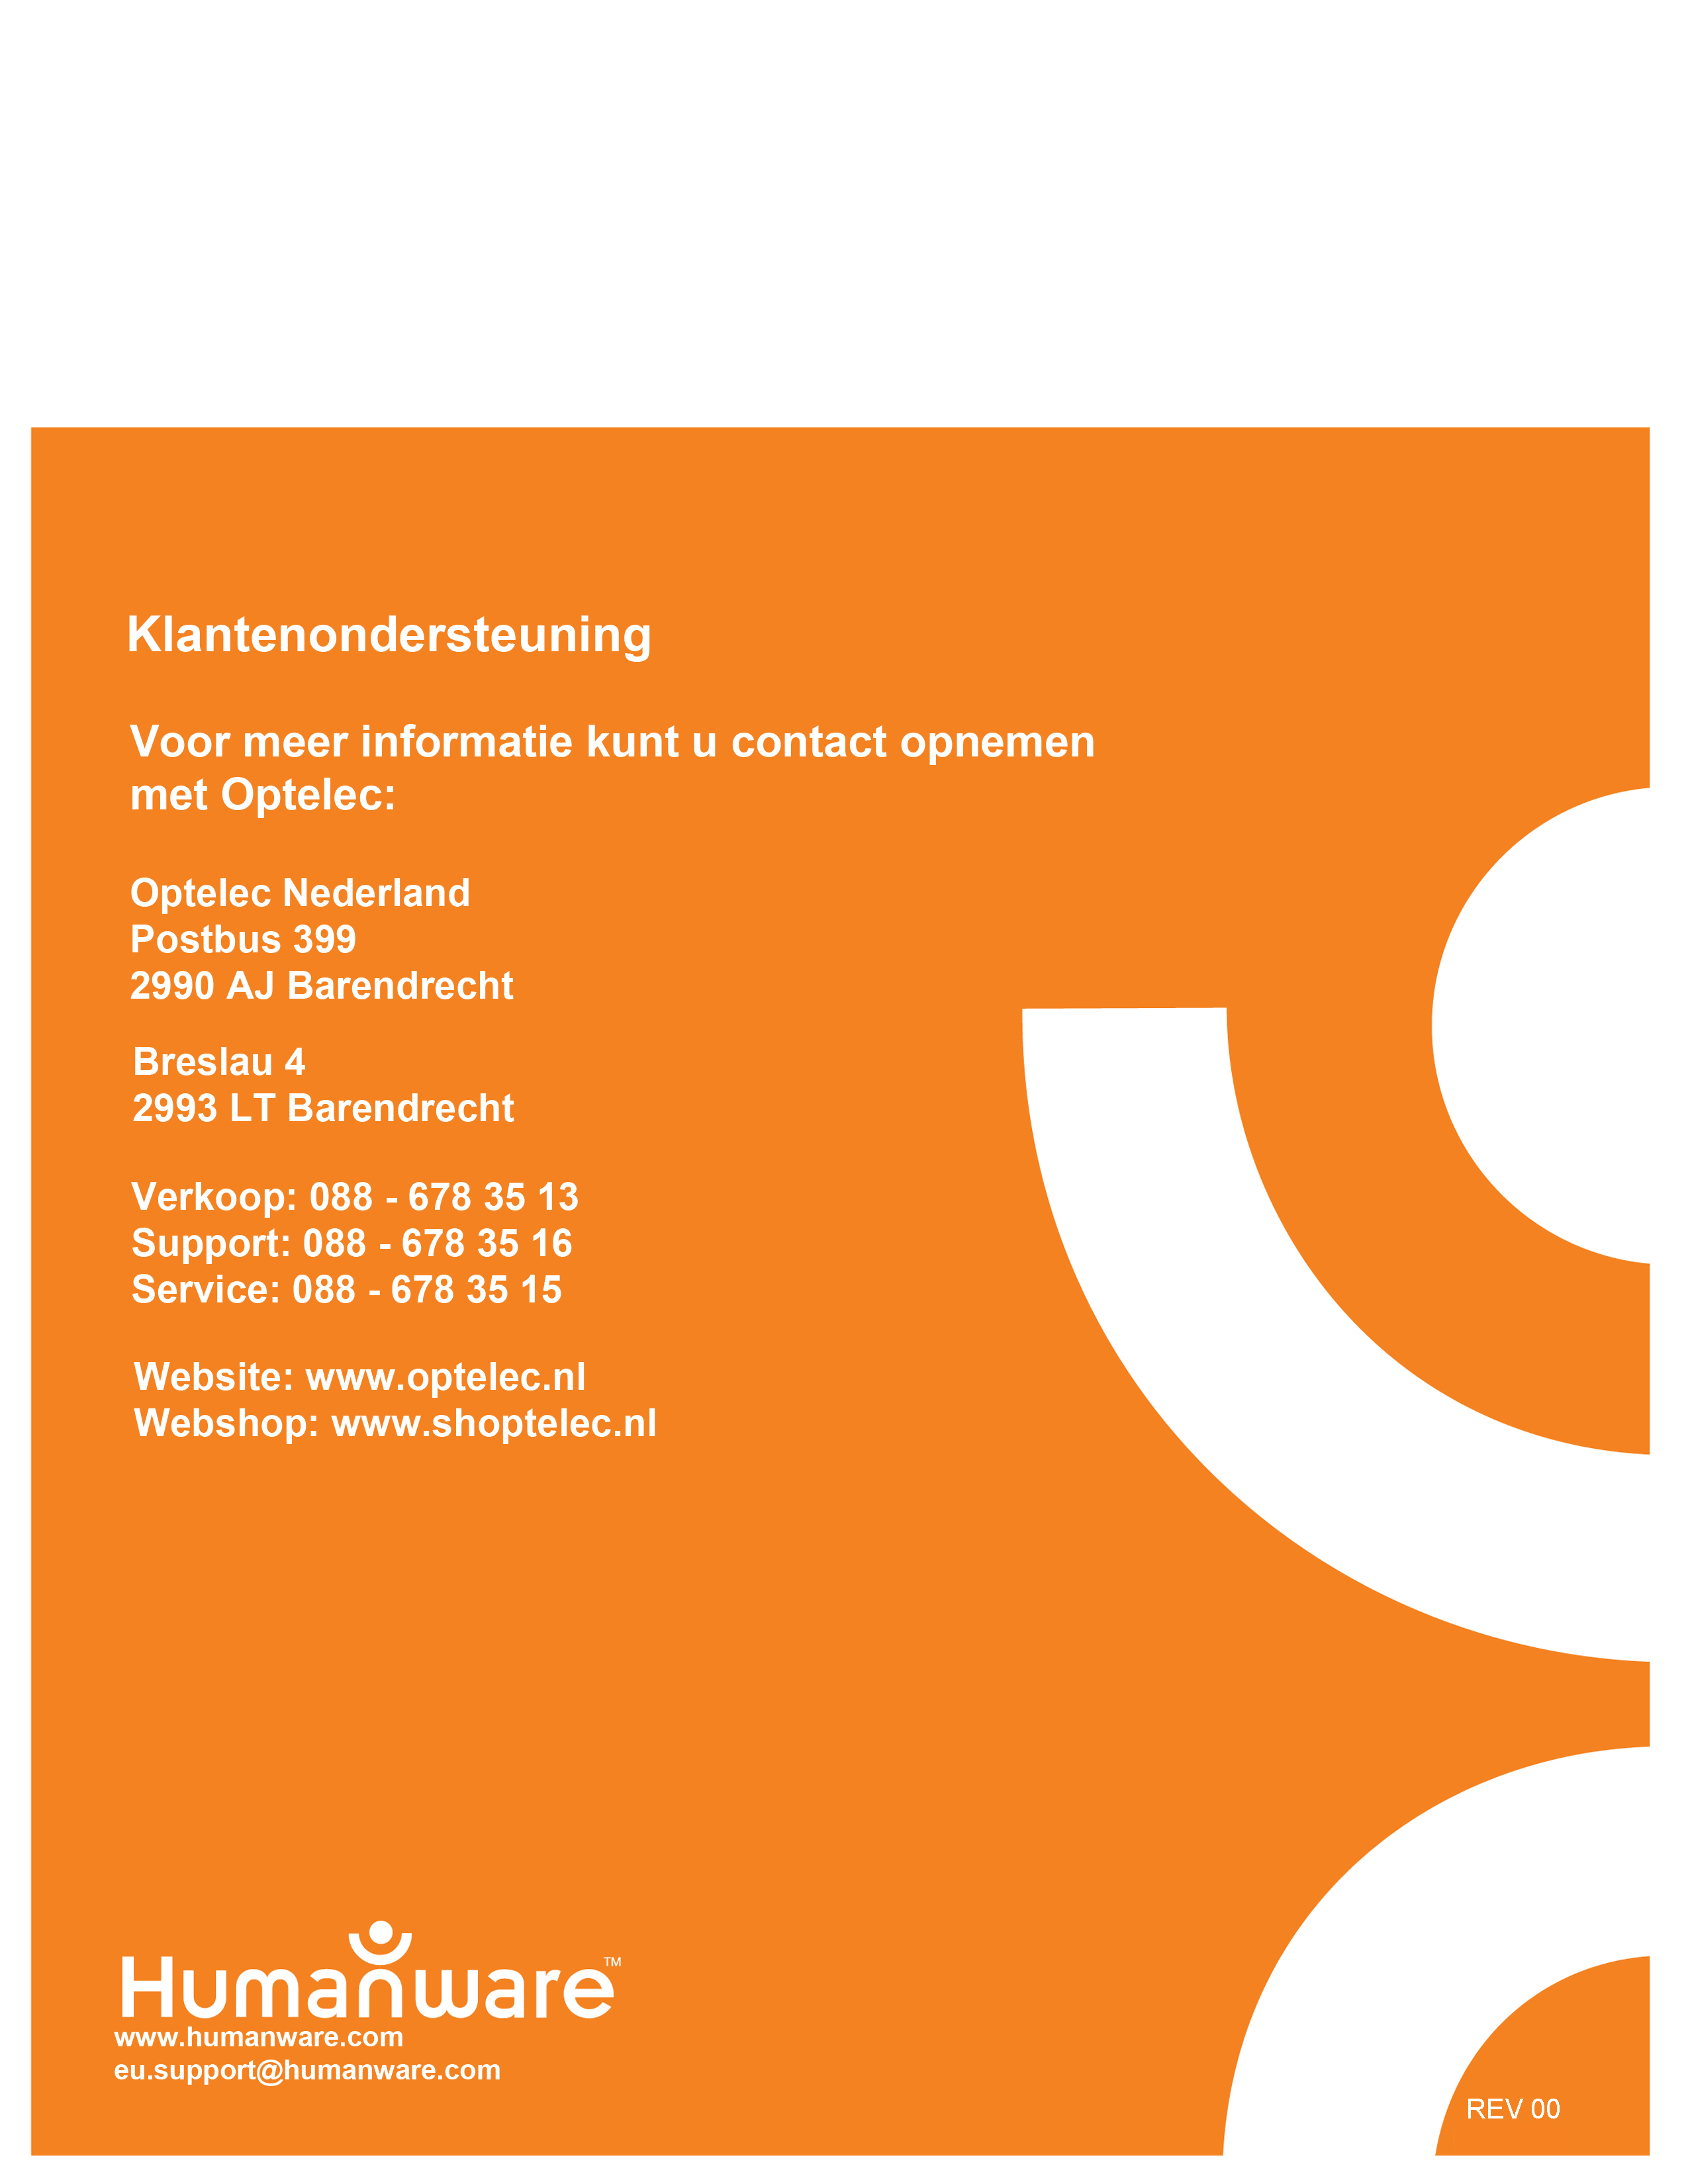 Klantenondersteuning
Voor meer informatie kunt u contact opnemen
met Optelec:
Optelec Nederland
Postbus 399
2990 AJ Barendrecht
Breslau 4
2993 LT Barendrecht
Verkoop: 088 - 678 35 13
Support: 088 - 678 35 16
Service: 088 - 678 35 15
Website: www.optelec.nl
Webshop: www.shoptelec.nl
Humanware™
www.humanware.com
eu.support@humanware.com
REV 00